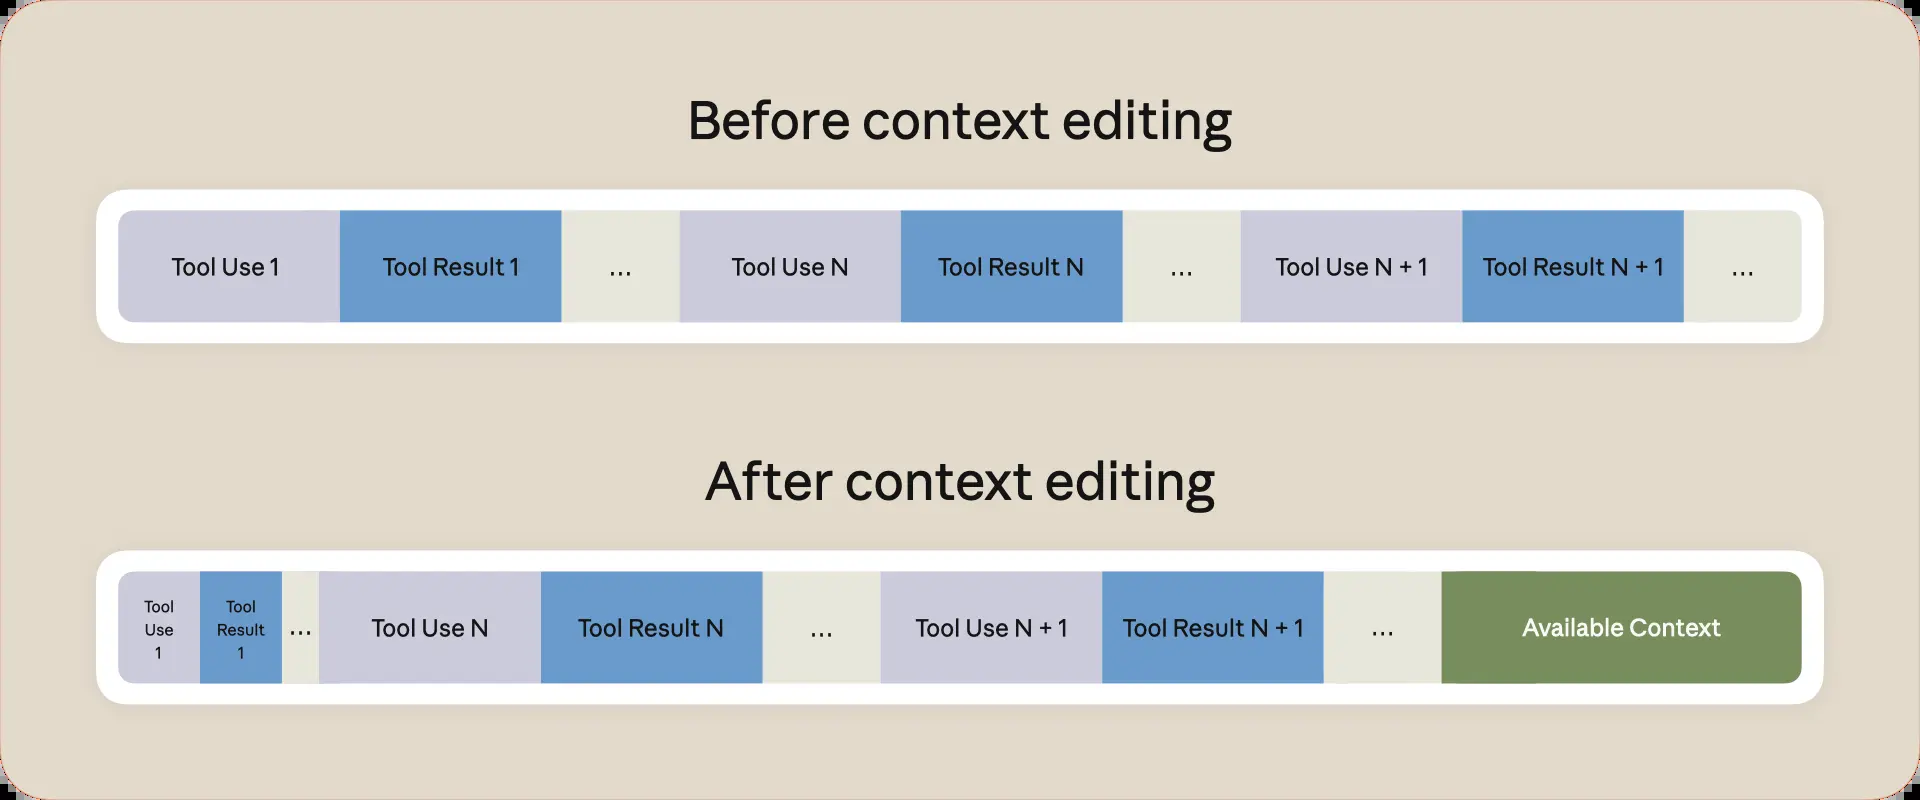 Before context editing
Tool Use 1
Tool Result 1
...
Tool Use N
Tool Result N
...
Tool Use N + 1
Tool Result N + 1
...
After context editing
Tool
Use
1
Tool
Result
1
...
Tool Use N
Tool Result N
...
Tool Use N + 1
Tool Result N + 1
...
Available Context